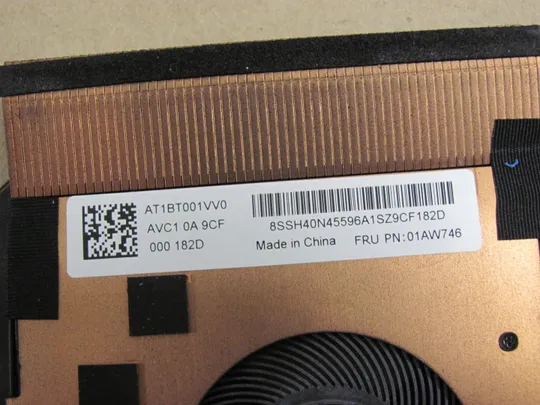 AT1BT001VV0
AVC1 0A 9CF
000 182D
8SSH40N45596A1SZ9CF182D
Made in China FRU PN:01AW746